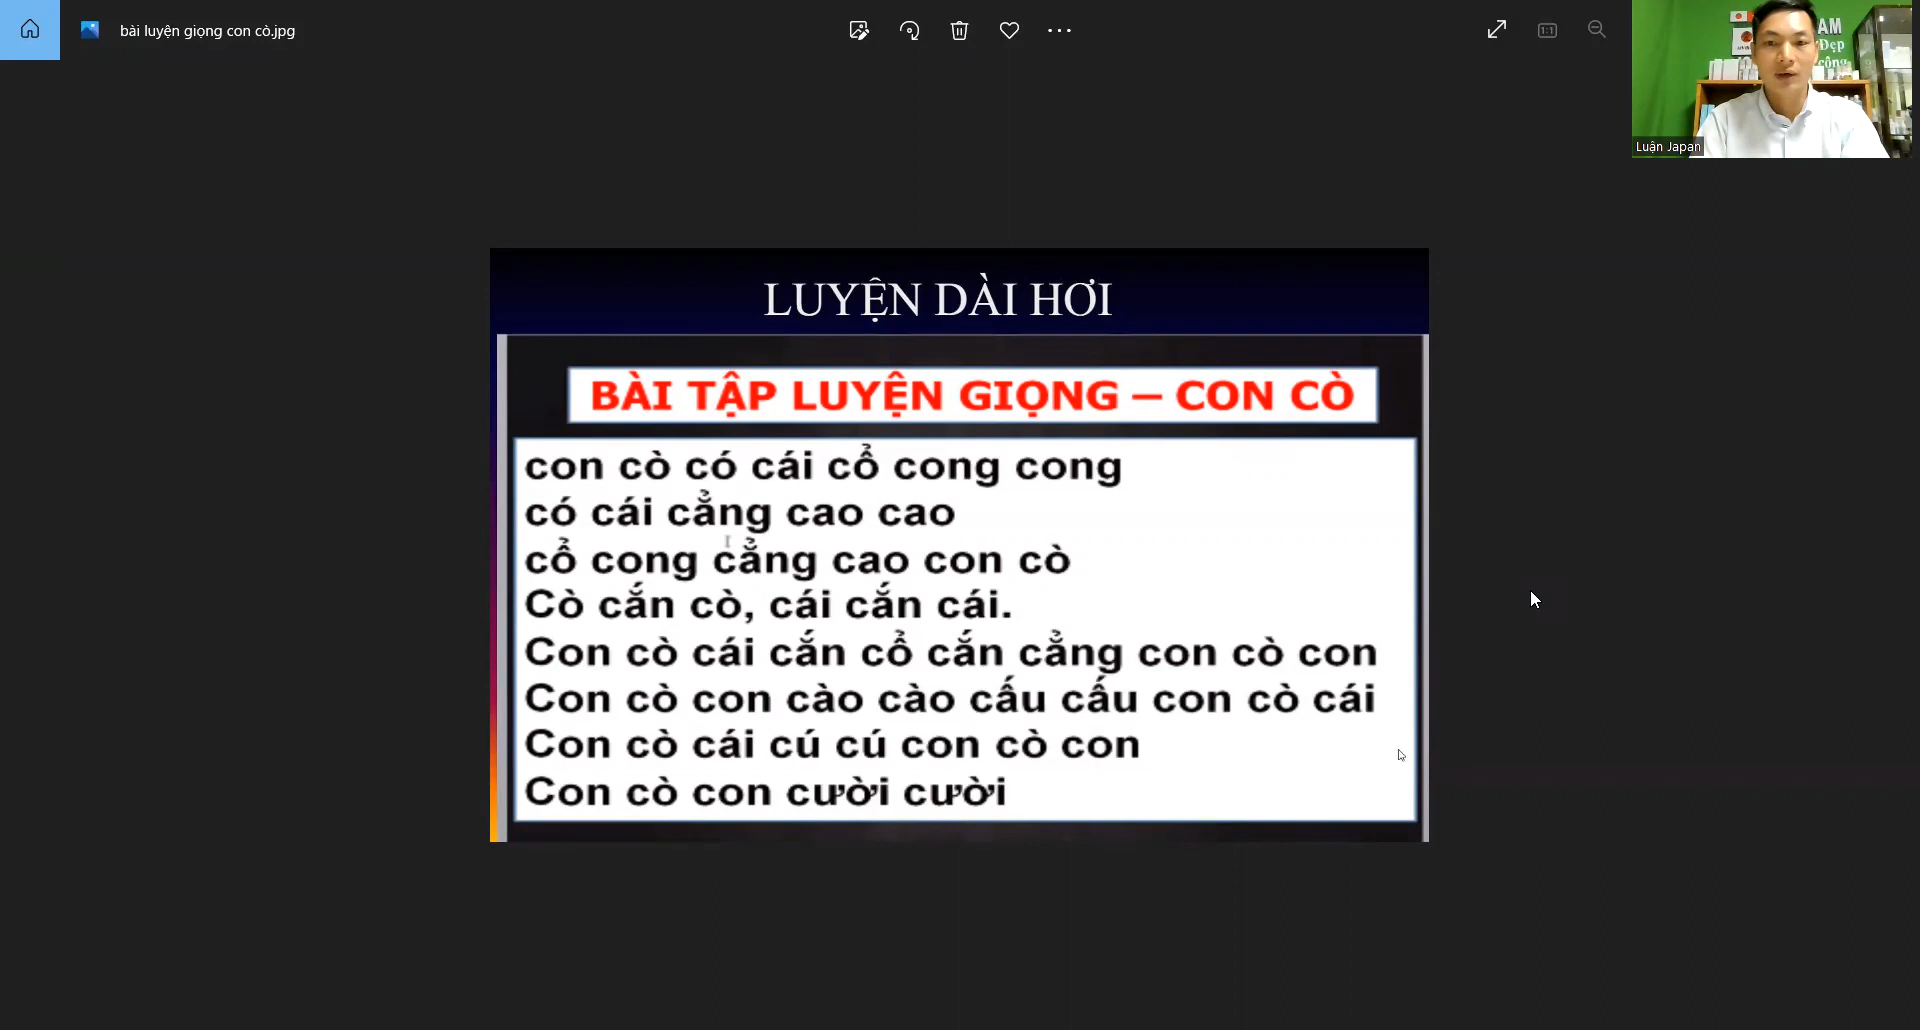 bài luyện giọng con cò.jpg
AM
Đẹp
công
Luận Japan
LUYỆN DÀI HƠI
BÀI TẬP LUYỆN GIỌNG – CON CÒ
con cò có cái cổ cong cong
có cái cẳng cao cao
cổ cong cẳng cao con cò
Cò cắn cò, cái cắn cái.
Con cò cái cắn cổ cắn cẳng con cò con
Con cò con cào cào cấu cấu con cò cái
Con cò cái cú cú con cò con
Con cò con cười cười